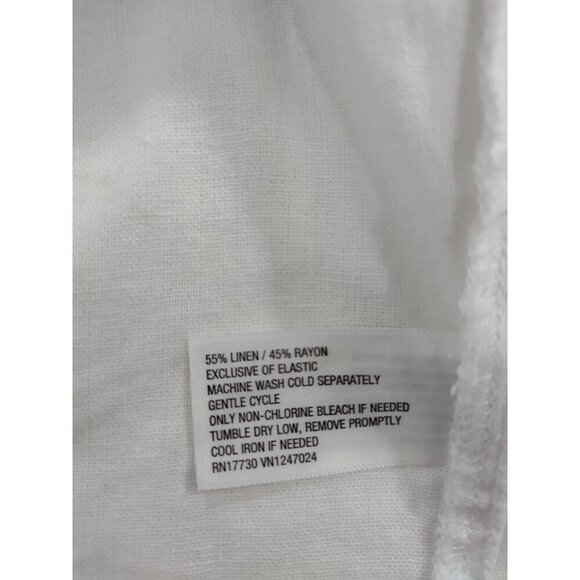 55% LINEN / 45% RAYON
EXCLUSIVE OF ELASTIC
MACHINE WASH COLD SEPARATELY
GENTLE CYCLE
ONLY NON-CHLORINE BLEACH IF NEEDED
TUMBLE DRY LOW, REMOVE PROMPTLY
COOL IRON IF NEEDED
RN17730 VN1247024